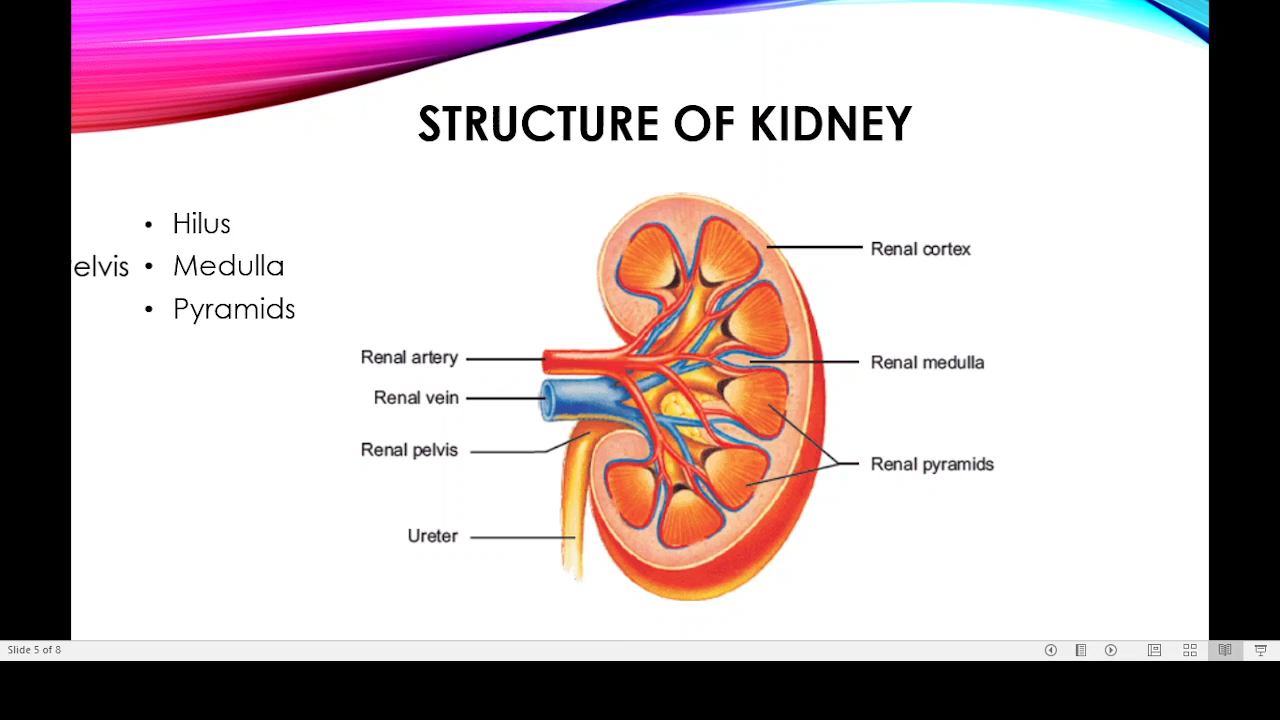 STRUCTURE OF KIDNEY
• Hilus
elvis • Medulla
• Pyramids
Renal cortex
Renal artery
Renal medulla
Renal vein
Renal pelvis
Renal pyramids
Ureter
Slide 5 of 8